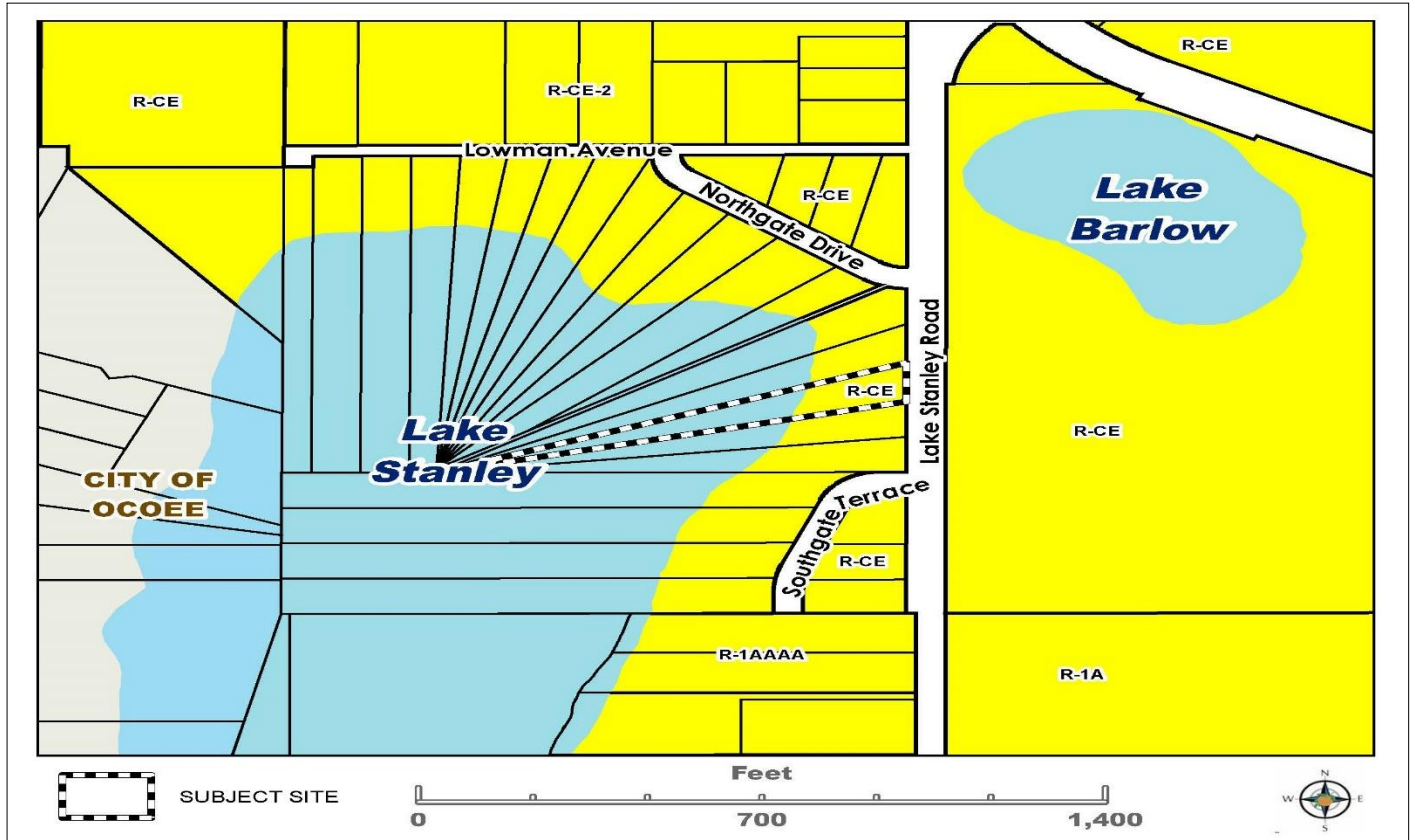 R-CE
R-CE
R-CE-2
Lowman Avenue
R-CE
Northgate Drive
Lake
Barlow
Lake Stanley Road
R-CE
Lake
Stanley
R-CE
CITY OF
OCOEE
Southgate Terrace
R-CE
R-1AAAA
R-1A
Feet
SUBJECT SITE
0 700 1,400
N
W E
S